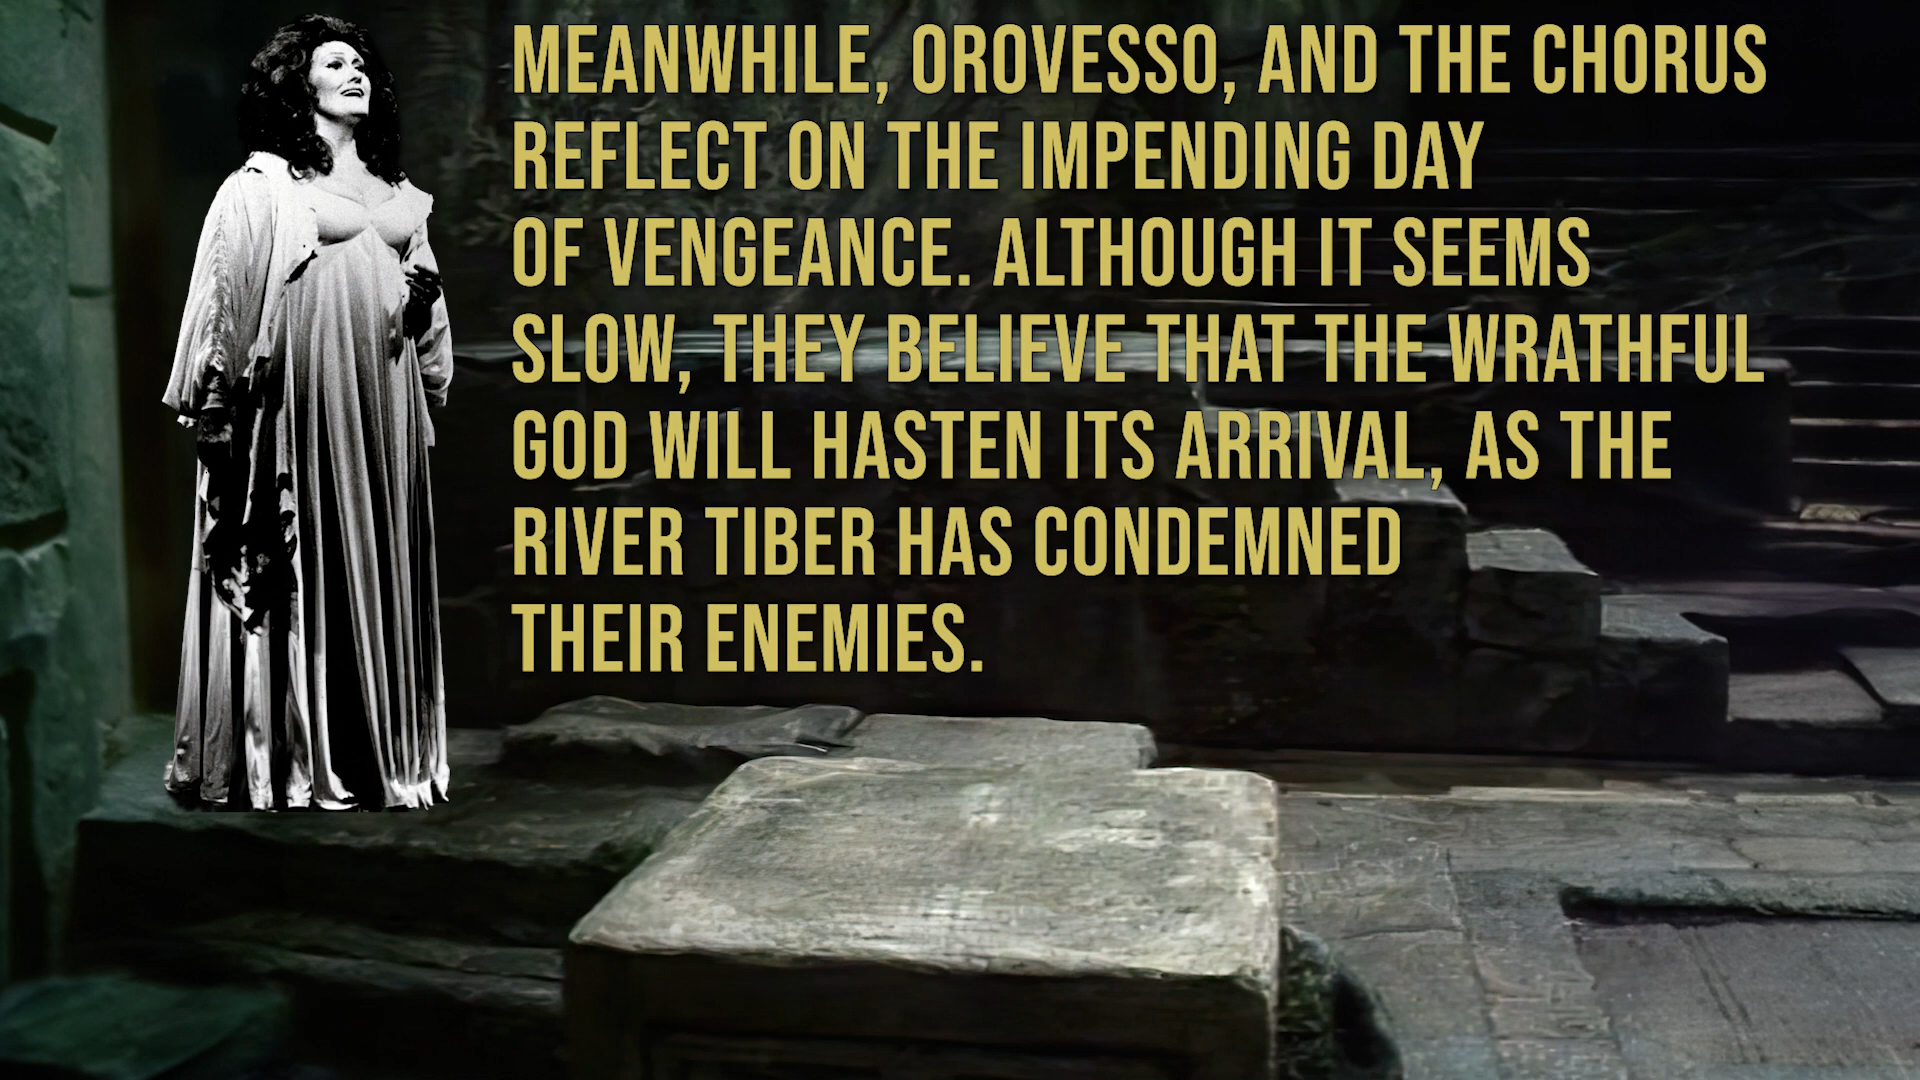 MEANWHILE, OROVESSO, AND THE CHORUS
REFLECT ON THE IMPENDING DAY
OF VENGEANCE. ALTHOUGH IT SEEMS
SLOW, THEY BELIEVE THAT THE WRATHFUL
GOD WILL HASTEN ITS ARRIVAL, AS THE
RIVER TIBER HAS CONDEMNED
THEIR ENEMIES.